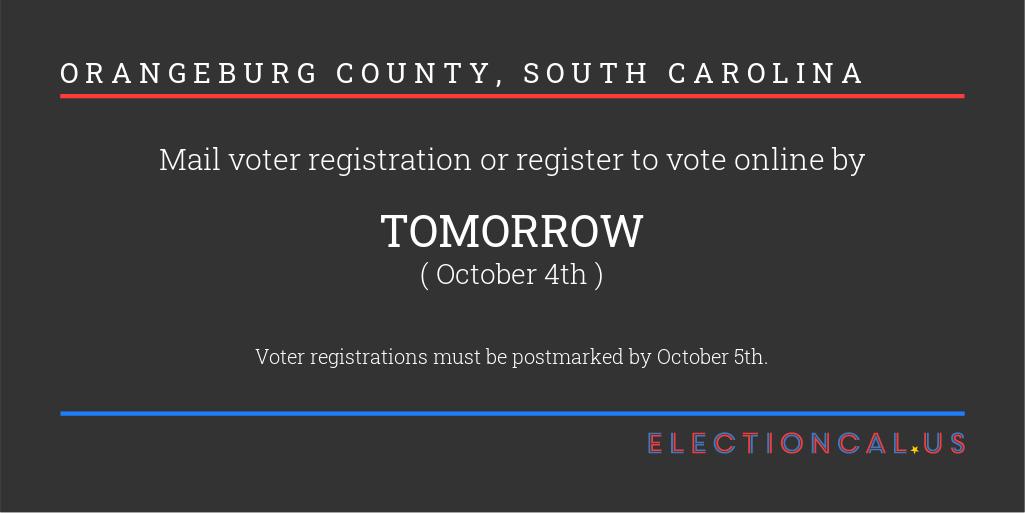 ORANGEBURG COUNTY, SOUTH CAROLINA
Mail voter registration or register to vote online by
TOMORROW
( October 4th )
Voter registrations must be postmarked by October 5th.
ELECTIONCAL.US